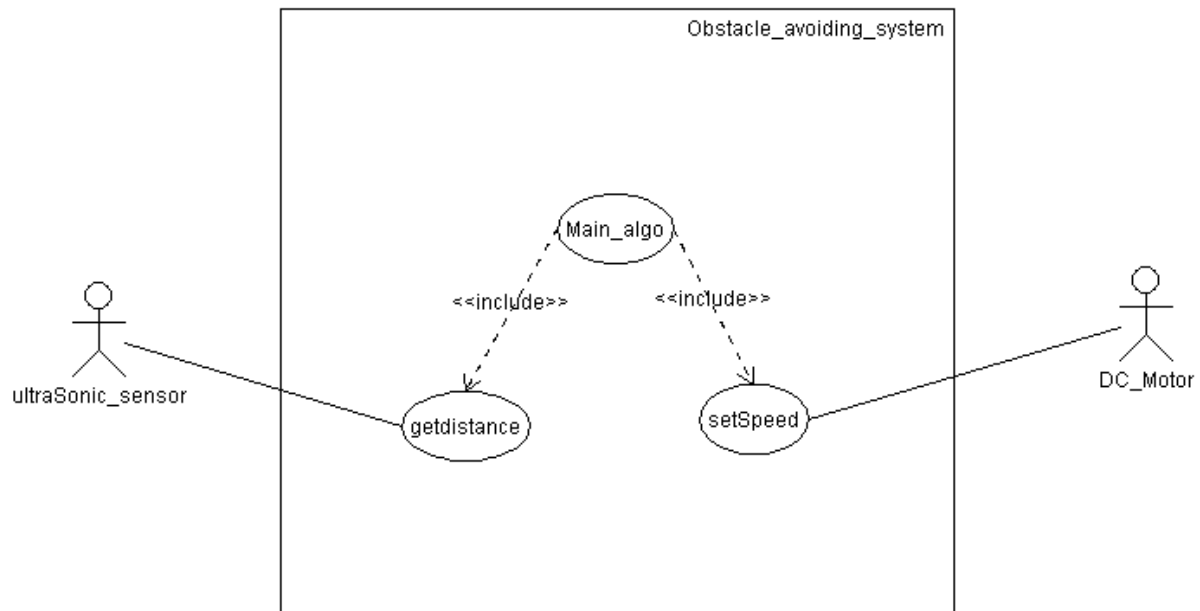 Obstacle_avoiding_system
Main_algo
<<include>>
<<include>>
ultraSonic_sensor
DC_Motor
getdistance
setSpeed